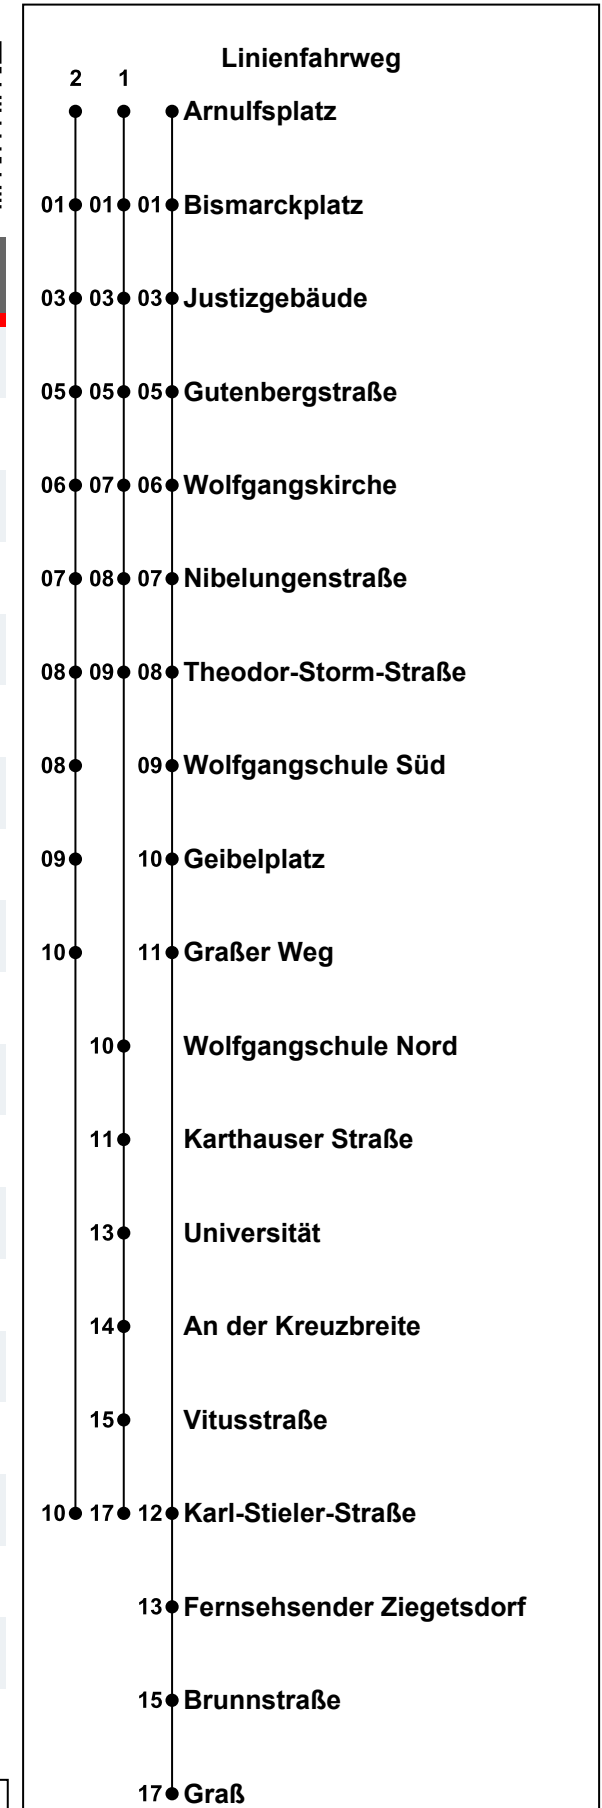 Linienfahrweg
2 1
Arnulfsplatz
01 01 01 Bismarckplatz
03 03 03 Justizgebäude
05 05 05 Gutenbergstraße
06 07 06 Wolfgangskirche
07 08 07 Nibelungenstraße
08 09 08 Theodor-Storm-Straße
08 09 Wolfgangschule Süd
09 10 Geibelplatz
10 11 Graßer Weg
10 Wolfgangschule Nord
11 Karthauser Straße
13 Universität
14 An der Kreuzbreite
15 Vitusstraße
10 17 12 Karl-Stieler-Straße
13 Fernsehsender Ziegetsdorf
15 Brunnstraße
17 Graß